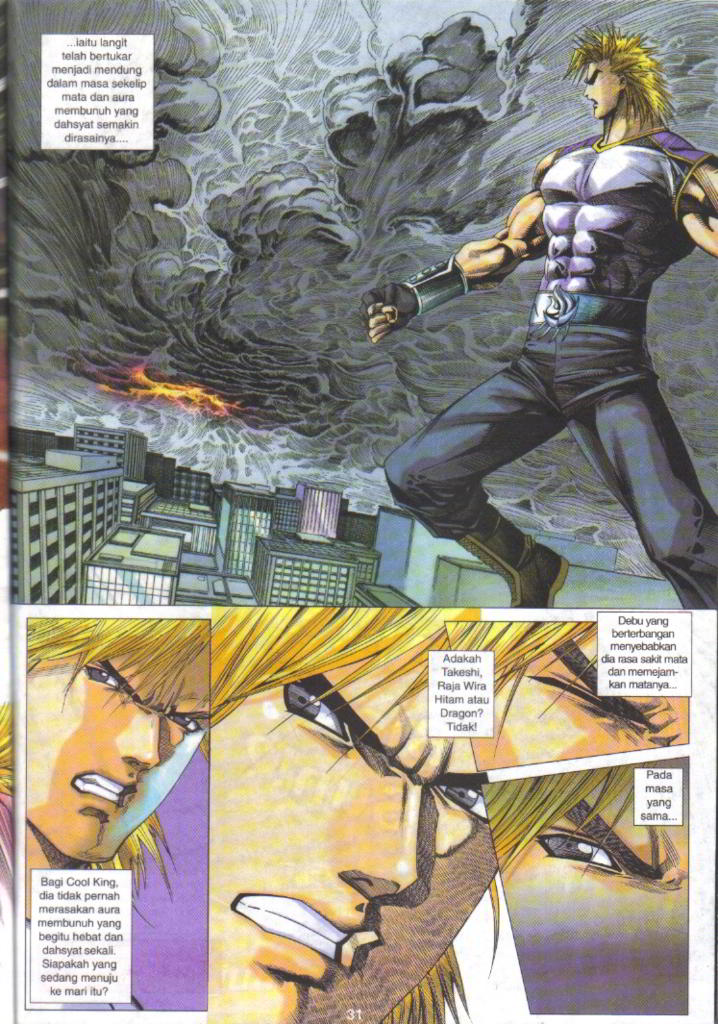 ...iaitu langit
telah bertukar
menjadi mendung
dalam masa sekelip
mata dan aura
membunuh yang
dahsyat semakin
dirasainya....
Bagi Cool King,
dia tidak pernah
merasakan aura
membunuh yang
begitu hebat dan
dahsyat sekali.
Siapakah yang
sedang menuju
ke mari itu?
Adakah
Takeshi,
Raja Wira
Hitam atau
Dragon?
Tidak!
Debu yang
berterbangan
menyebabkan
dia rasa sakit mata
dan memejam-
kan matanya...
Pada
masa
yang
sama...
31